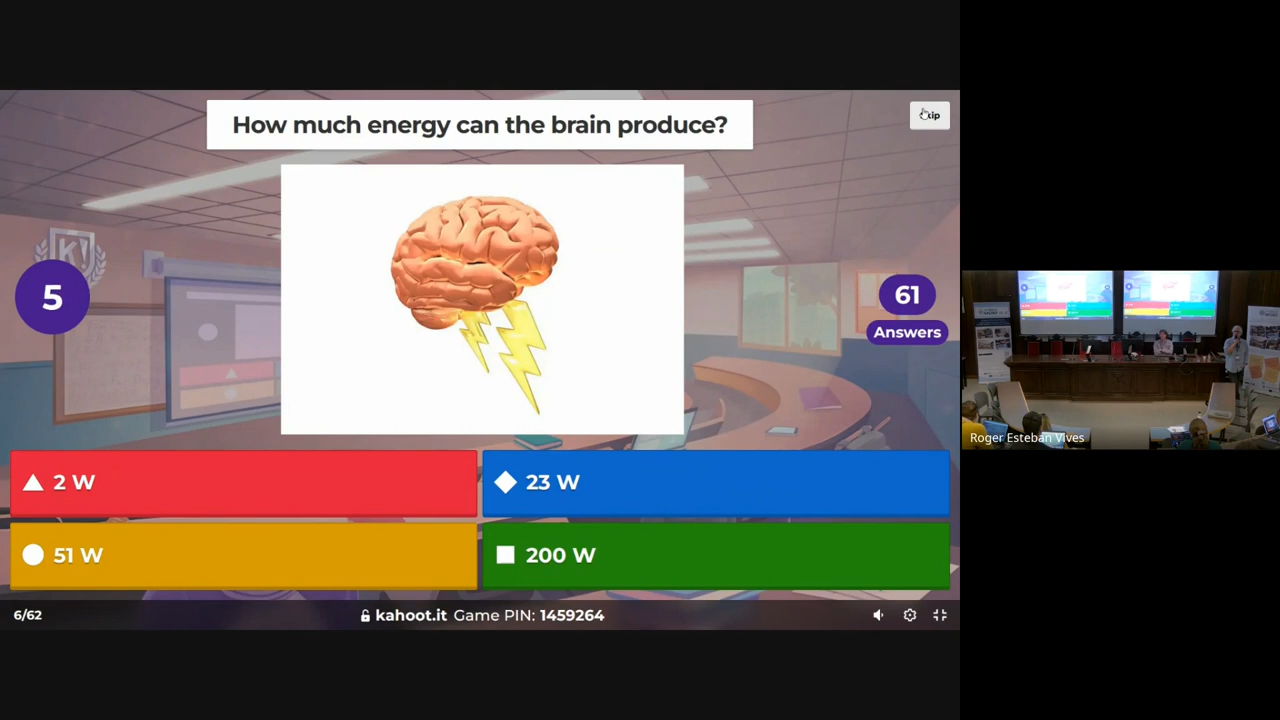 How much energy can the brain produce?
kip
K!
5
61
Answers
2 W
23 W
51 W
200 W
6/62
kahoot.it Game PIN: 1459264
Roger Esteban Vives